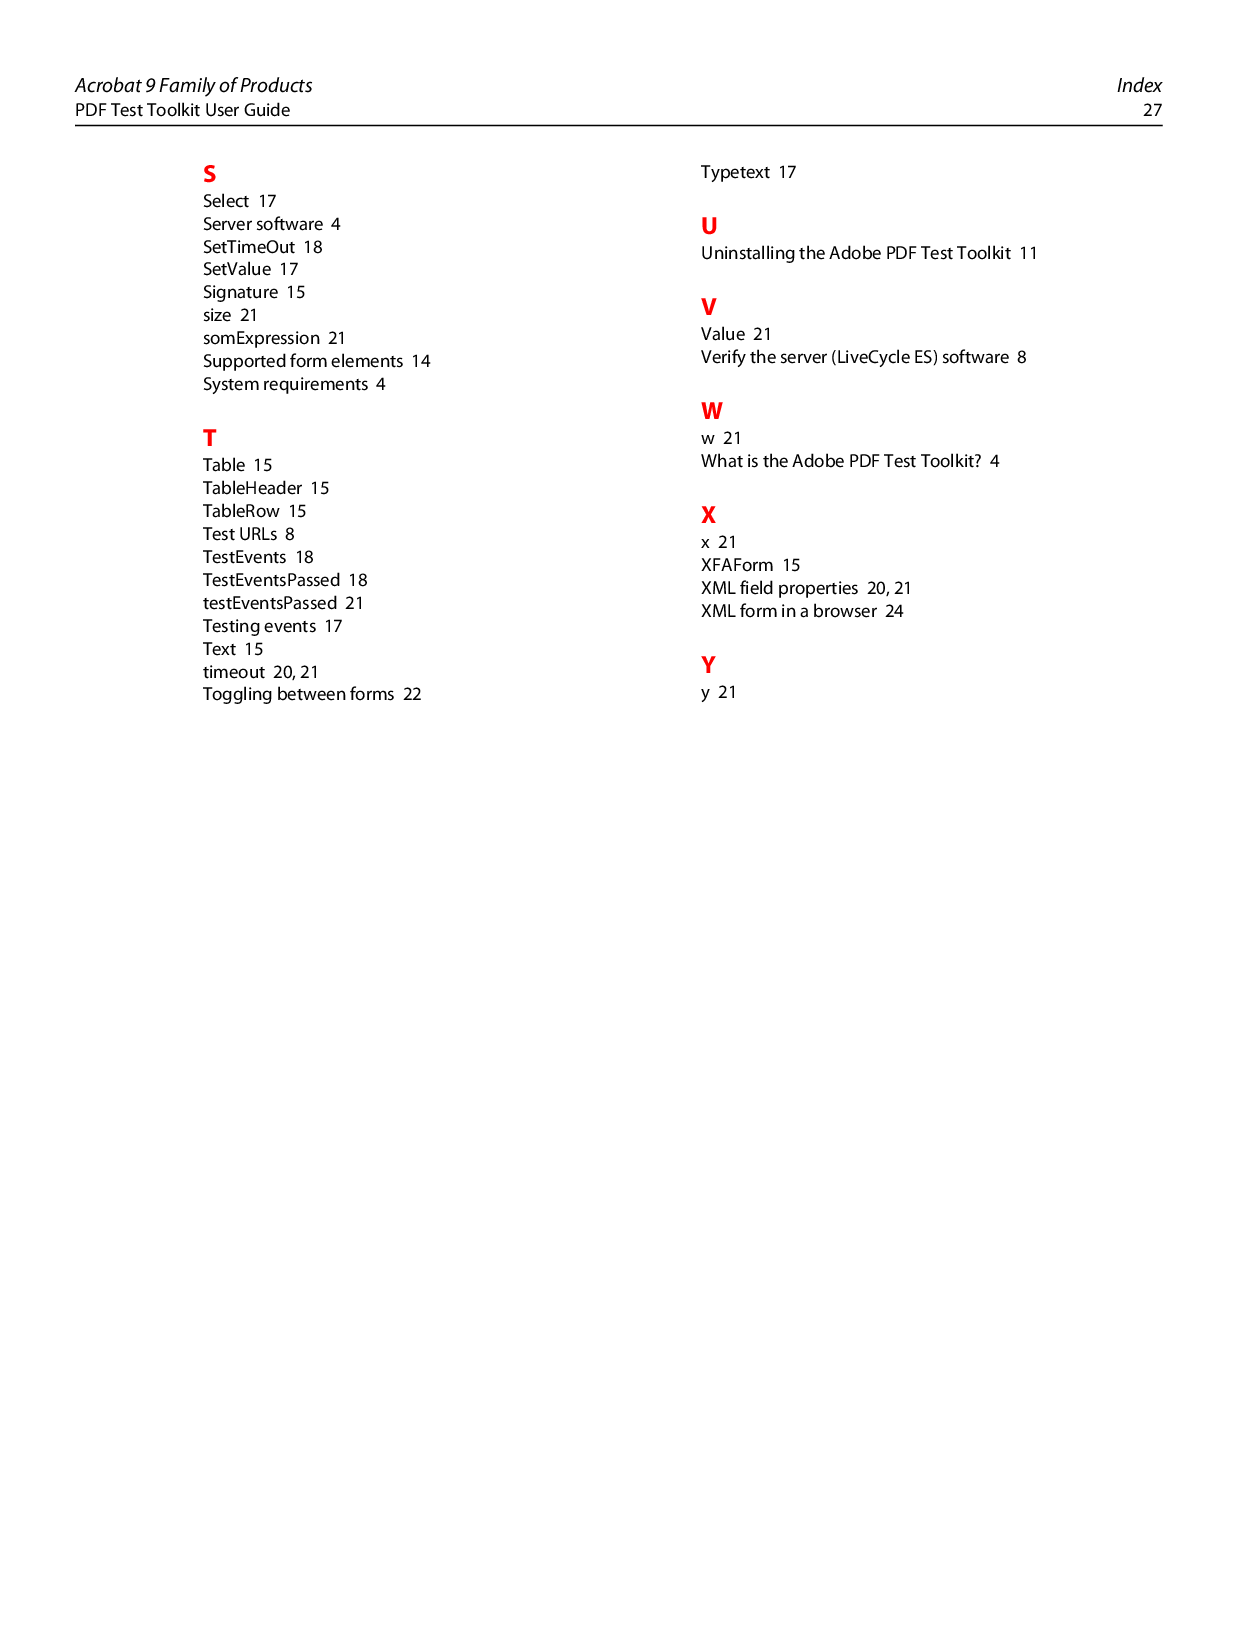 Acrobat 9 Family of Products Index
PDF Test Toolkit User Guide 27
S
Select 17
Server software 4
SetTimeOut 18
SetValue 17
Signature 15
size 21
somExpression 21
Supported form elements 14
System requirements 4
T
Table 15
TableHeader 15
TableRow 15
Test URLs 8
TestEvents 18
TestEventsPassed 18
testEventsPassed 21
Testing events 17
Text 15
timeout 20, 21
Toggling between forms 22
Typetext 17
U
Uninstalling the Adobe PDF Test Toolkit 11
V
Value 21
Verify the server (LiveCycle ES) software 8
W
w 21
What is the Adobe PDF Test Toolkit? 4
X
x 21
XFAForm 15
XML field properties 20, 21
XML form in a browser 24
Y
y 21